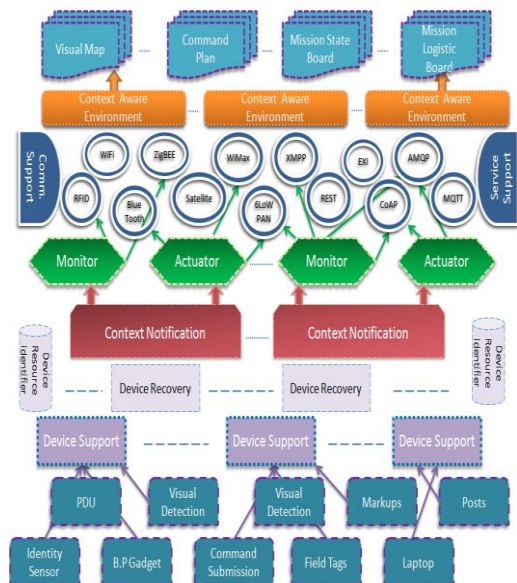 Visual Map
Command
Plan
Mission State
Board
Mission
Logistic
Board
Context Aware
Environment
Context Aware
Environment
Context Aware
Environment
Comm.
Support
WiFi
ZigBEE
WiMax
XMPP
EXI
AMQP
Service
Support
RFID
Blue
Tooth
Satellite
6LoW
PAN
REST
CoAP
MQTT
Monitor
Actuator
Monitor
Actuator
Context Notification
Context Notification
Device
Resource
Identifier
Device Recovery
Device Recovery
Device
Resource
Identifier
Device Support
Device Support
Device Support
PDU
Visual
Detection
Visual
Detection
Markups
Posts
Identity
Sensor
B.P Gadget
Command
Submission
Field Tags
Laptop